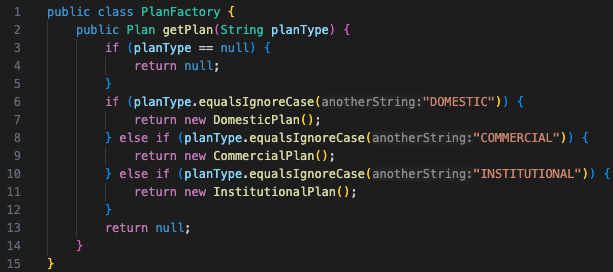 1 public class PlanFactory {
2     public Plan getPlan(String planType) {
3         if (planType == null) {
4             return null;
5         }
6         if (planType.equalsIgnoreCase(anotherString:"DOMESTIC")) {
7             return new DomesticPlan();
8         } else if (planType.equalsIgnoreCase(anotherString:"COMMERCIAL")) {
9             return new CommercialPlan();
10         } else if (planType.equalsIgnoreCase(anotherString:"INSTITUTIONAL")) {
11             return new InstitutionalPlan();
12         }
13         return null;
14     }
15 }